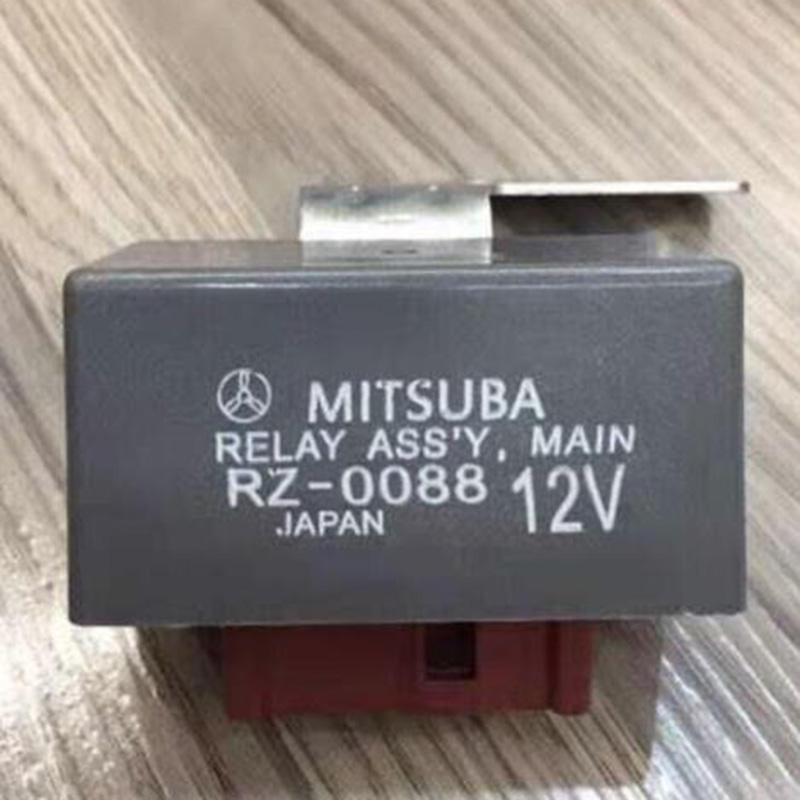 MITSUBA
RELAY ASS'Y, MAIN
RZ-0088 12V
JAPAN